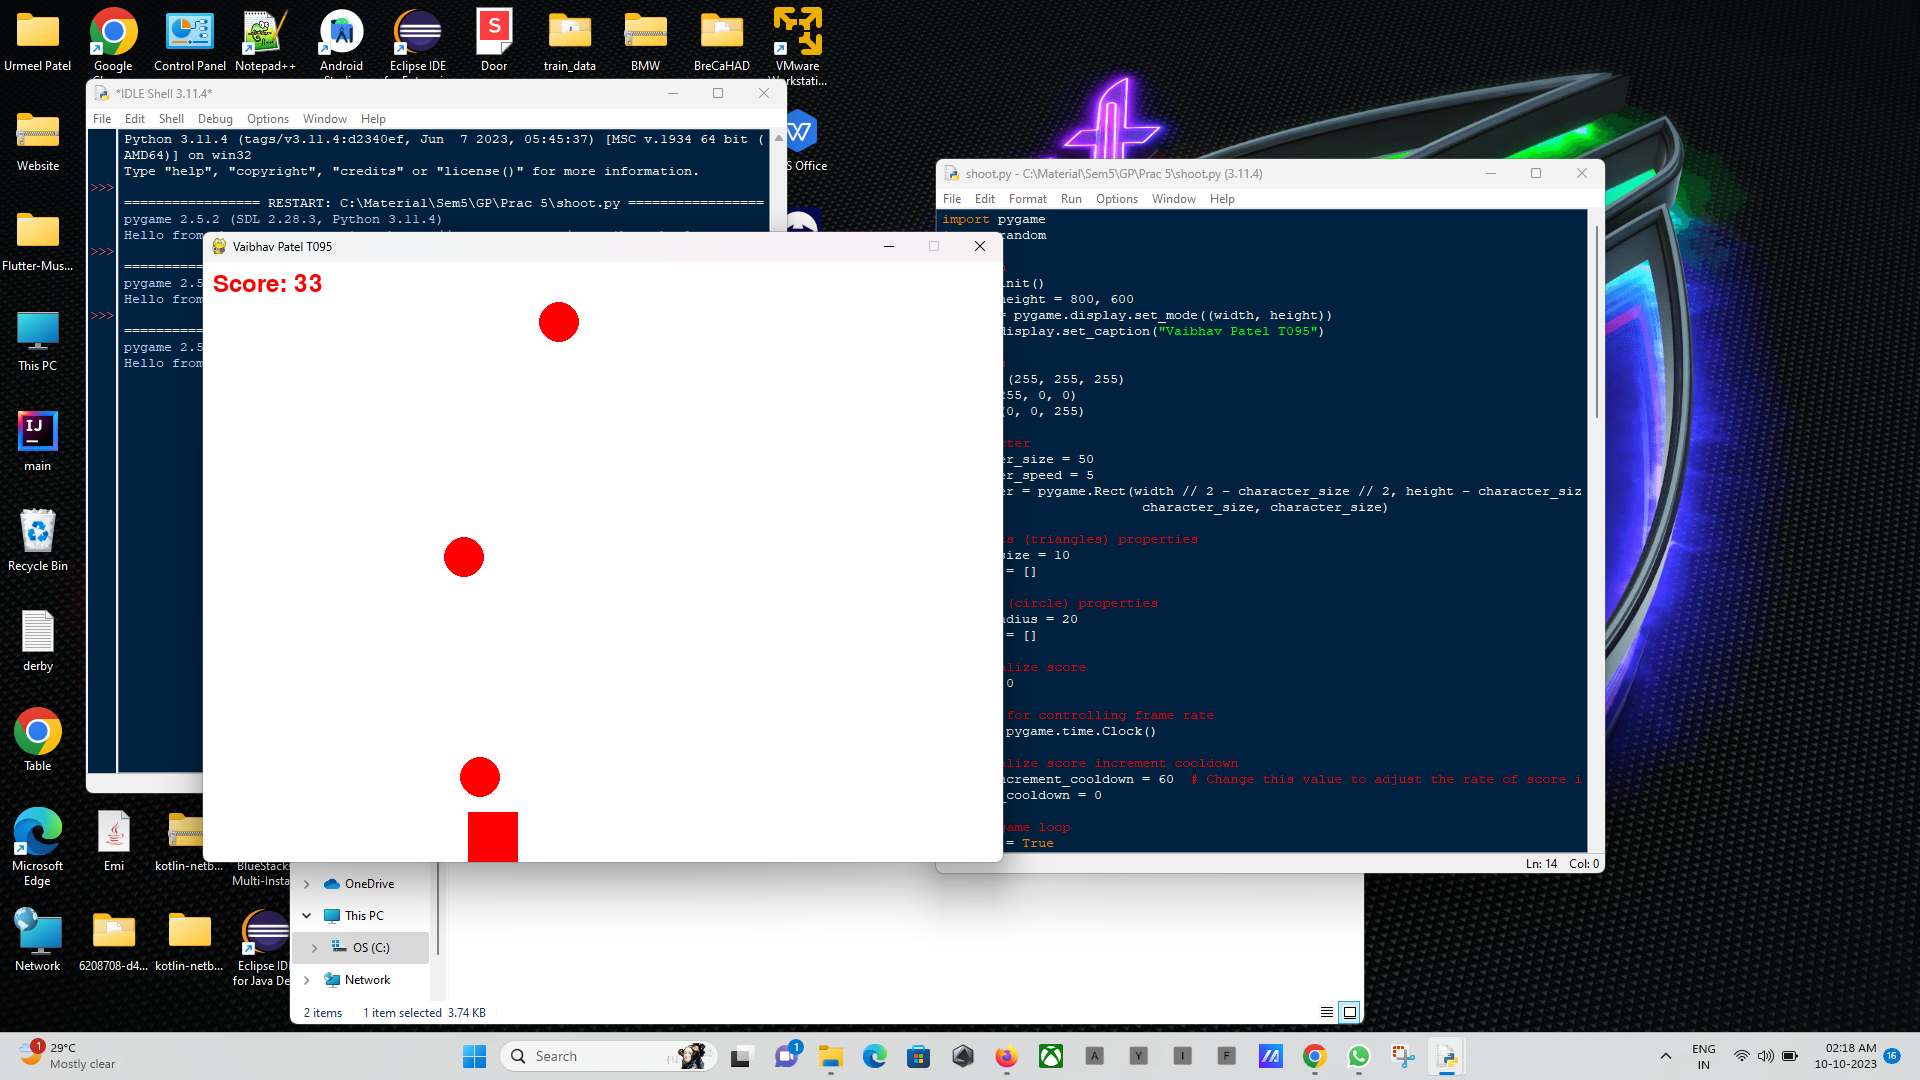 Urmeel Patel
Google
Control Panel
Notepad++
Android
Eclipse IDE
Door
train_data
BMW
BreCaHAD
VMware
Workstati...
Website
Flutter-Mus...
This PC
main
Recycle Bin
derby
Table
Microsoft
Edge
Emi
kotlin-netb...
BlueStacks
Multi-Insta
Network
6208708-d4...
kotlin-netb...
Eclipse IDE
for Java De
S Office
*IDLE Shell 3.11.4*
File Edit Shell Debug Options Window Help
Python 3.11.4 (tags/v3.11.4:d2340ef, Jun  7 2023, 05:45:37) [MSC v.1934 64 bit (
AMD64)] on win32
Type "help", "copyright", "credits" or "license()" for more information.
>>>
================= RESTART: C:\Material\Sem5\GP\Prac 5\shoot.py =================
pygame 2.5.2 (SDL 2.28.3, Python 3.11.4)
Hello from
>>>
==========
pygame 2.5
Hello from
>>>
==========
pygame 2.5
Hello from
Vaibhav Patel T095
Score: 33
shoot.py - C:\Material\Sem5\GP\Prac 5\shoot.py (3.11.4)
File Edit Format Run Options Window Help
import pygame
random
nit()
eight = 800, 600
= pygame.display.set_mode((width, height))
display.set_caption("Vaibhav Patel T095")
(255, 255, 255)
55, 0, 0)
(0, 0, 255)
ter
er_size = 50
er_speed = 5
er = pygame.Rect(width // 2 - character_size // 2, height - character_siz
character_size, character_size)
s (triangles) properties
size = 10
= []
(circle) properties
dius = 20
= []
lize score
0
for controlling frame rate
pygame.time.Clock()
lize score increment cooldown
ncrement_cooldown = 60  # Change this value to adjust the rate of score i
_cooldown = 0
game loop
= True
Ln: 14 Col: 0
OneDrive
This PC
OS (C:)
Network
2 items 1 item selected 3.74 KB
1
29°C
Mostly clear
Search
1
A
Y
I
F
ENG
IN
02:18 AM
10-10-2023
16